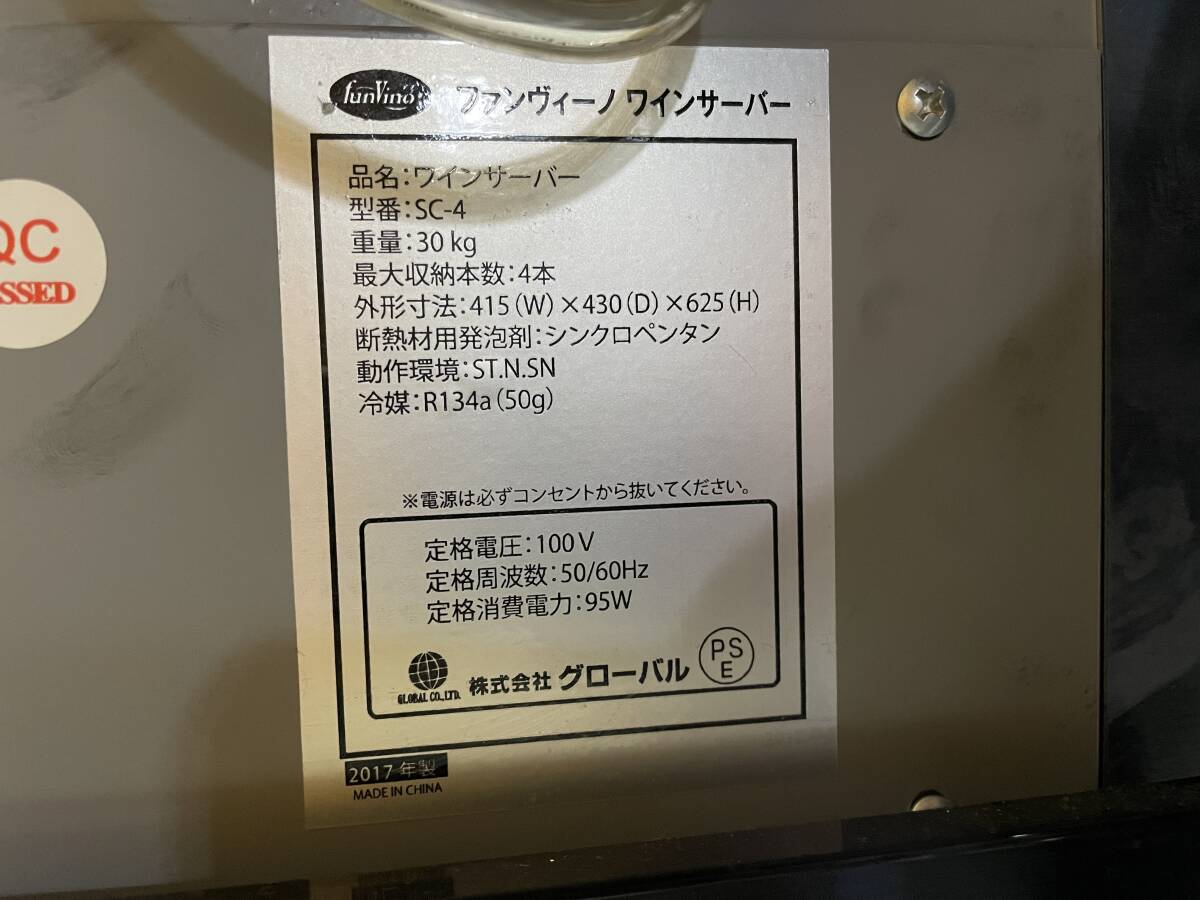 funVino ファンヴィーノ ワインサーバー
品名:ワインサーバー
型番:SC-4
重量:30 kg
最大収納本数:4本
外形寸法:415(W)×430(D)×625(H)
断熱材用発泡剤:シンクロペンタン
動作環境:ST.N.SN
冷媒:R134a(50g)
※電源は必ずコンセントから抜いてください。
定格電圧:100V
定格周波数:50/60Hz
定格消費電力:95W
GLOBAL CO.,LTD. 株式会社 グローバル PSE
2017 年製
MADE IN CHINA
QC
SSED